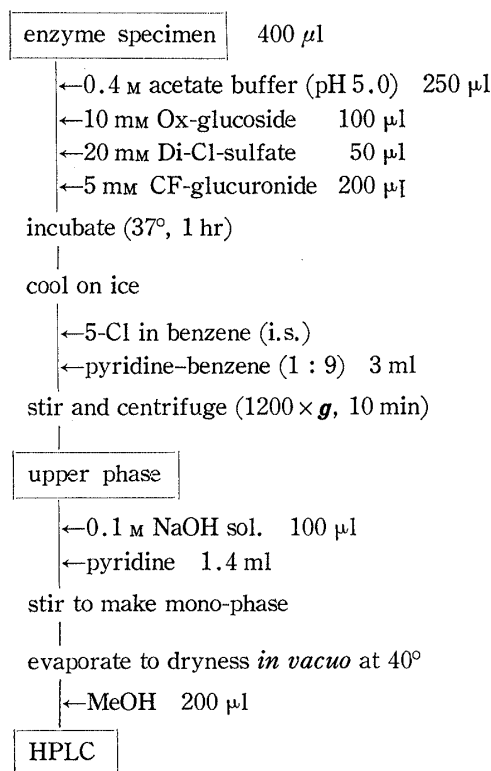 enzyme specimen 400 μl
←0.4 M acetate buffer (pH 5.0) 250 μl
←10 mM Ox-glucoside 100 μl
←20 mM Di-Cl-sulfate 50 μl
←5 mM CF-glucuronide 200 μl
incubate (37°, 1 hr)
cool on ice
←5-Cl in benzene (i.s.)
←pyridine–benzene (1 : 9) 3 ml
stir and centrifuge (1200 × g, 10 min)
upper phase
←0.1 M NaOH sol. 100 μl
←pyridine 1.4 ml
stir to make mono-phase
evaporate to dryness in vacuo at 40°
←MeOH 200 μl
HPLC